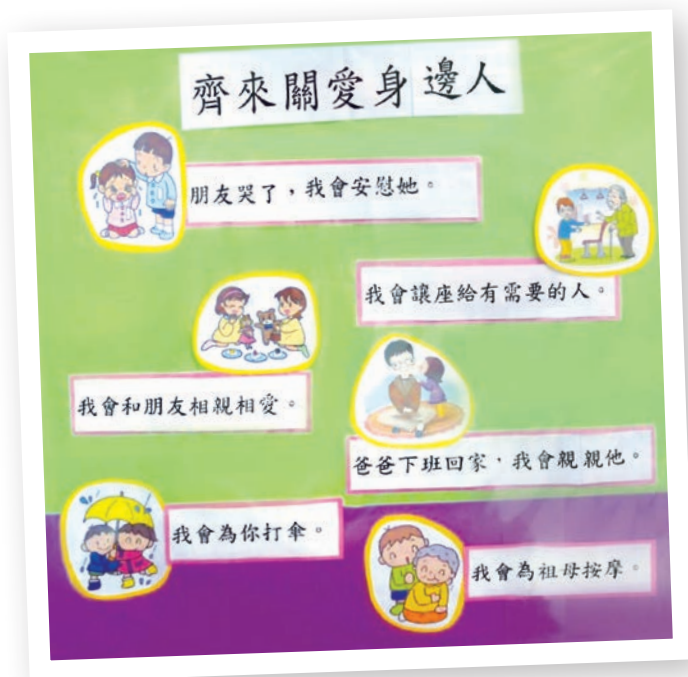 齊來關愛身邊人
朋友哭了，我會安慰她。
我會讓座給有需要的人。
我會和朋友相親相愛。
爸爸下班回家，我會親親他。
我會為你打傘。
我會為祖母按摩。